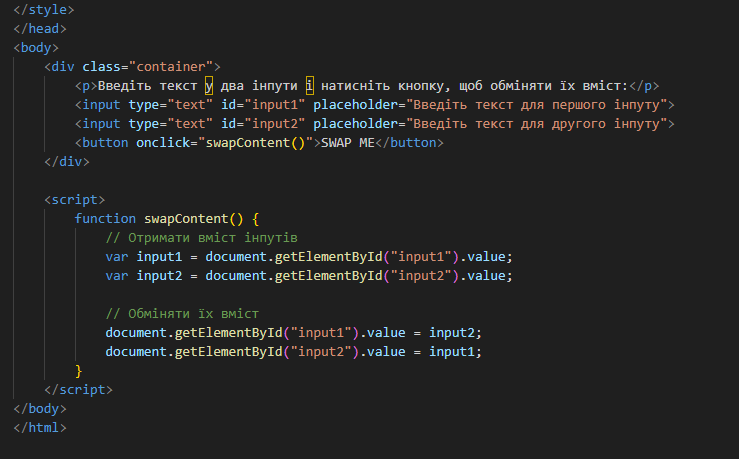 </style>
</head>
<body>
    <div class="container">
        <p>Введіть текст у два інпути і натисніть кнопку, щоб обміняти їх вміст:</p>
        <input type="text" id="input1" placeholder="Введіть текст для першого інпуту">
        <input type="text" id="input2" placeholder="Введіть текст для другого інпуту">
        <button onclick="swapContent()">SWAP ME</button>
    </div>

    <script>
        function swapContent() {
            // Отримати вміст інпутів
            var input1 = document.getElementById("input1").value;
            var input2 = document.getElementById("input2").value;

            // Обміняти їх вміст
            document.getElementById("input1").value = input2;
            document.getElementById("input2").value = input1;
        }
    </script>
</body>
</html>